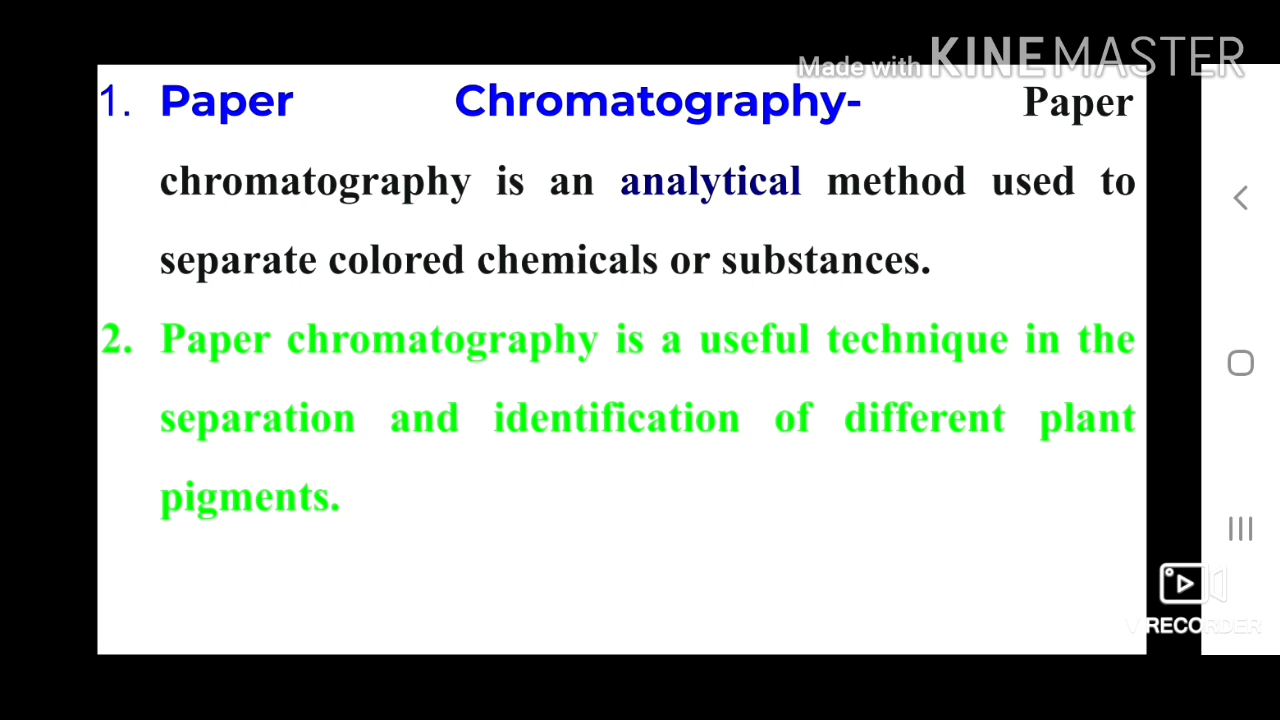 Made with KINEMASTER
1. Paper Chromatography- Paper
chromatography is an analytical method used to
separate colored chemicals or substances.
2. Paper chromatography is a useful technique in the
separation and identification of different plant
pigments.
V RECORDER